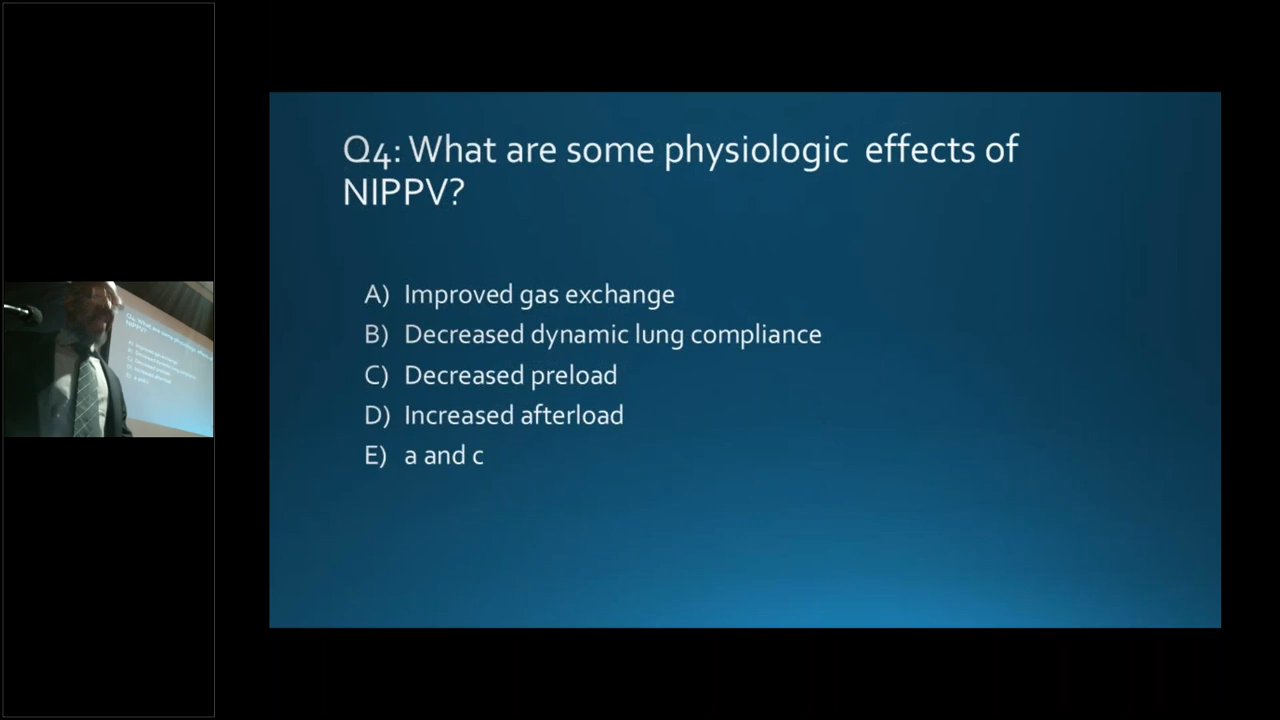 Q4: What are some physiologic effects of
NIPPV?
A) Improved gas exchange
B) Decreased dynamic lung compliance
C) Decreased preload
D) Increased afterload
E) a and c